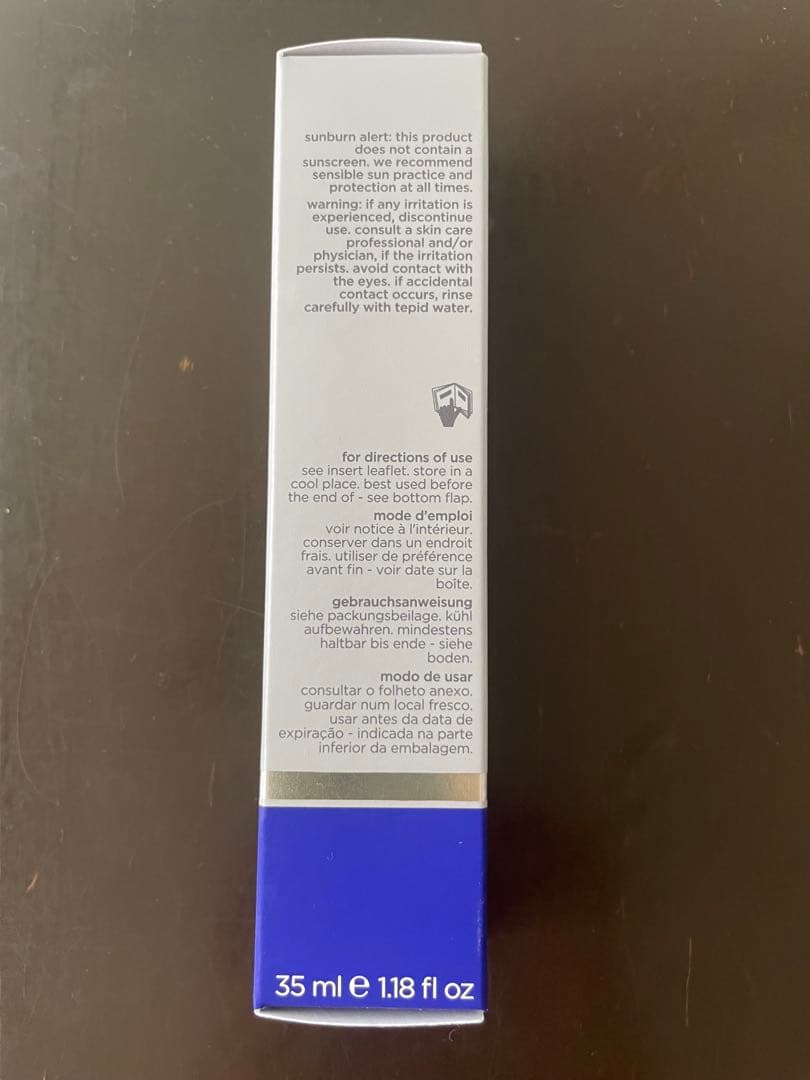 sunburn alert: this product
does not contain a
sunscreen. we recommend
sensible sun practice and
protection at all times.
warning: if any irritation is
experienced, discontinue
use. consult a skin care
professional and/or
physician, if the irritation
persists. avoid contact with
the eyes. if accidental
contact occurs, rinse
carefully with tepid water.
for directions of use
see insert leaflet. store in a
cool place. best used before
the end of - see bottom flap.
mode d'emploi
voir notice à l'intérieur.
conserver dans un endroit
frais. utiliser de préférence
avant fin - voir date sur la
boîte.
gebrauchsanweisung
siehe packungsbeilage. kühl
aufbewahren. mindestens
haltbar bis ende - siehe
boden.
modo de usar
consultar o folheto anexo.
guardar num local fresco.
usar antes da data de
expiração - indicada na parte
inferior da embalagem.
35 ml e 1.18 fl oz